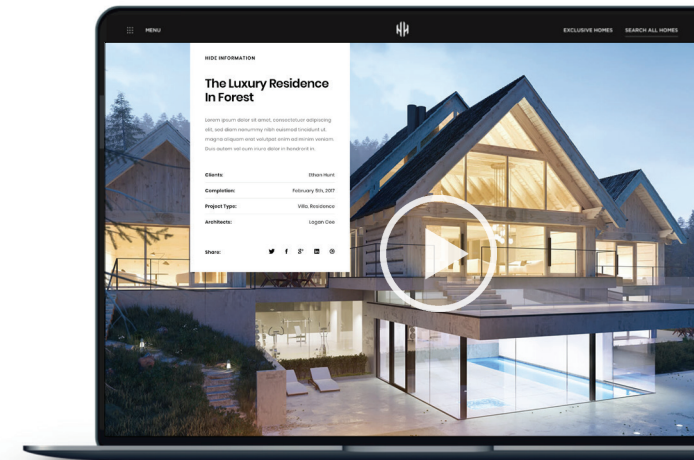 MENU
EXCLUSIVE HOMES
SEARCH ALL HOMES
HIDE INFORMATION
The Luxury Residence
In Forest
Lorem ipsum dolor sit amet, consectetuer adipiscing
elit, sed diam nonummy nibh euismod tincidunt ut
magna aliquam erat volutpat enim ad minim veniam.
Duis autem vel eum iriure dolor in hendrerit in.
Clients: Ethan Hunt
Completion: February 5th, 2017
Project Type: Villa, Residence
Architects: Logan Cee
Share: